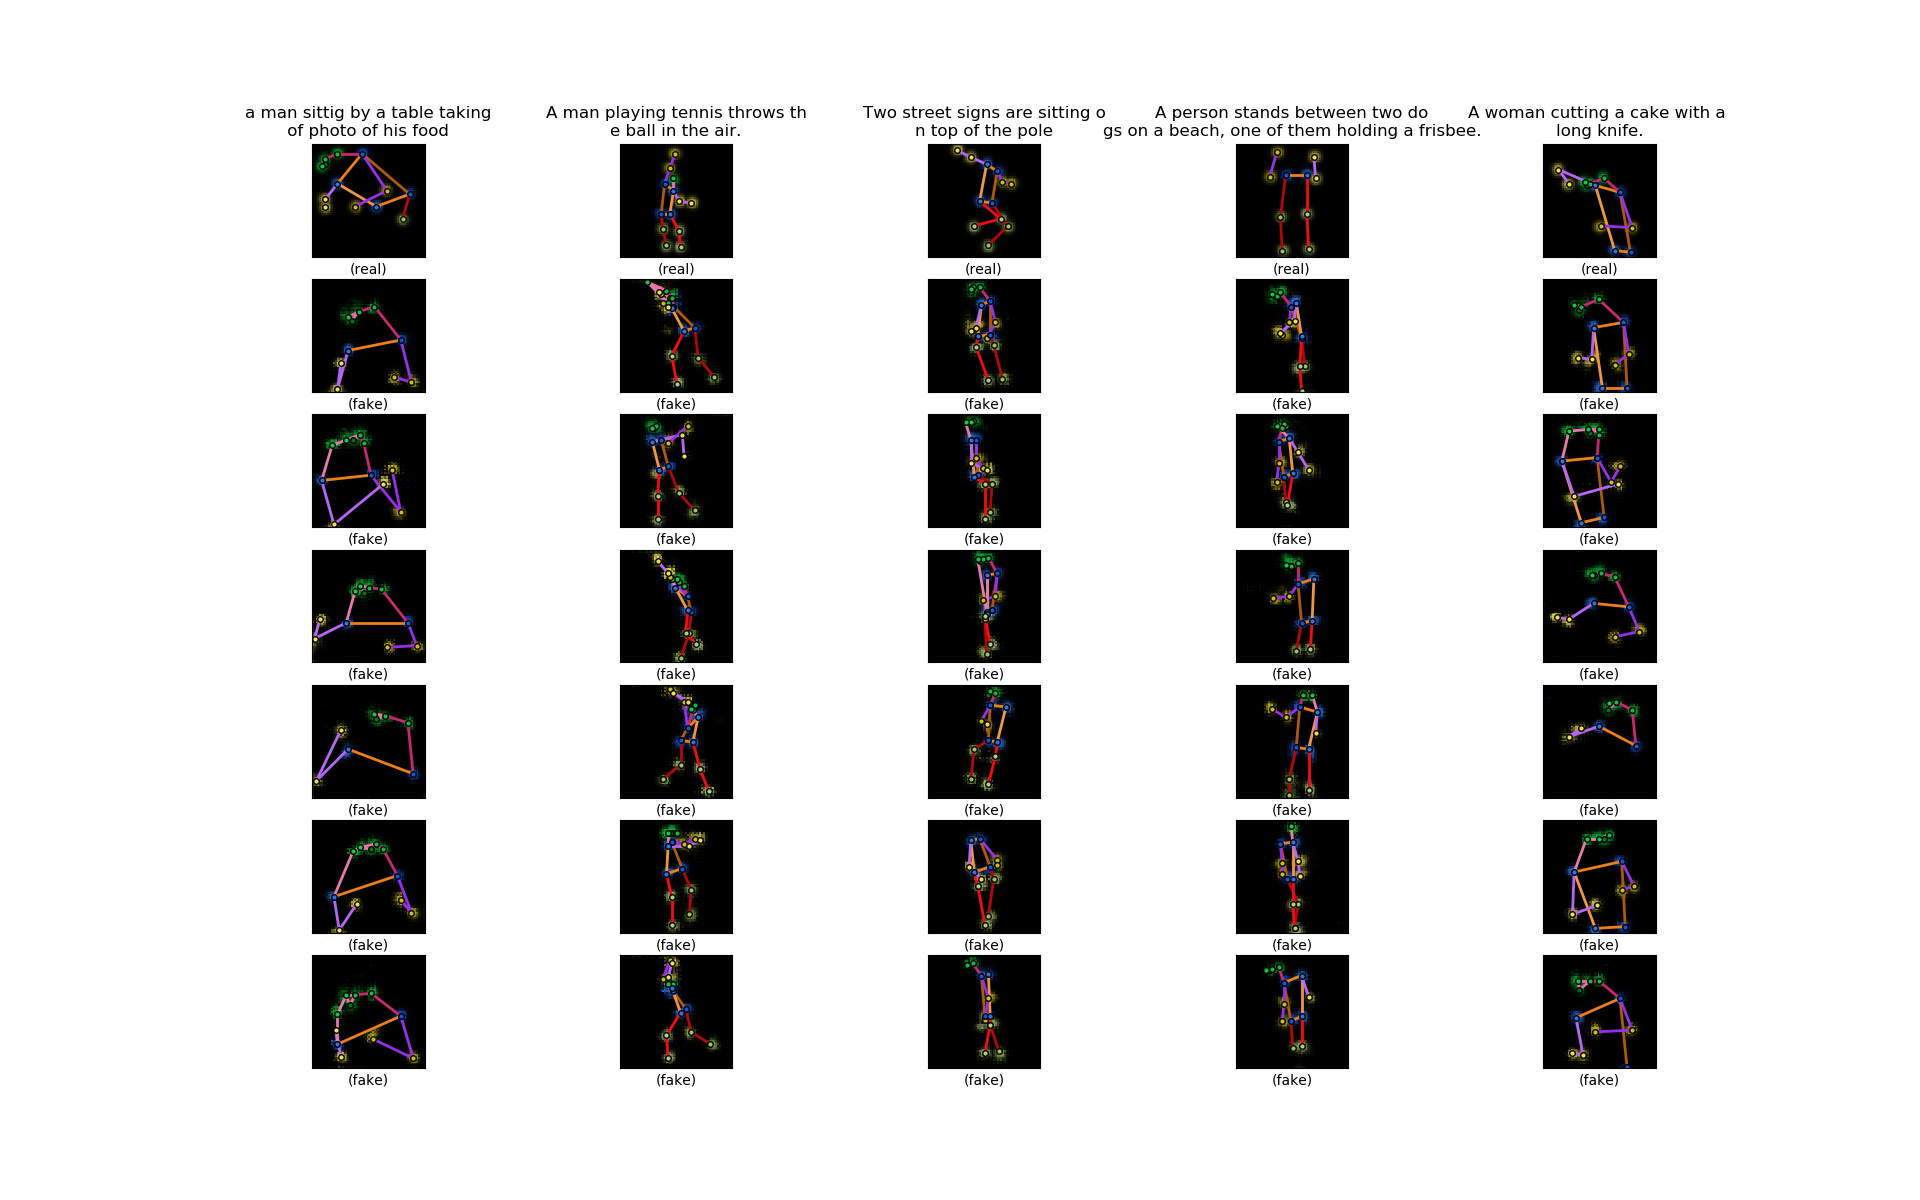 a man sittig by a table taking
of photo of his food
A man playing tennis throws th
e ball in the air.
Two street signs are sitting o
n top of the pole
A person stands between two do
gs on a beach, one of them holding a frisbee.
A woman cutting a cake with a
long knife.
(real) (real) (real) (real) (real)
(fake) (fake) (fake) (fake) (fake)
(fake) (fake) (fake) (fake) (fake)
(fake) (fake) (fake) (fake) (fake)
(fake) (fake) (fake) (fake) (fake)
(fake) (fake) (fake) (fake) (fake)
(fake) (fake) (fake) (fake) (fake)